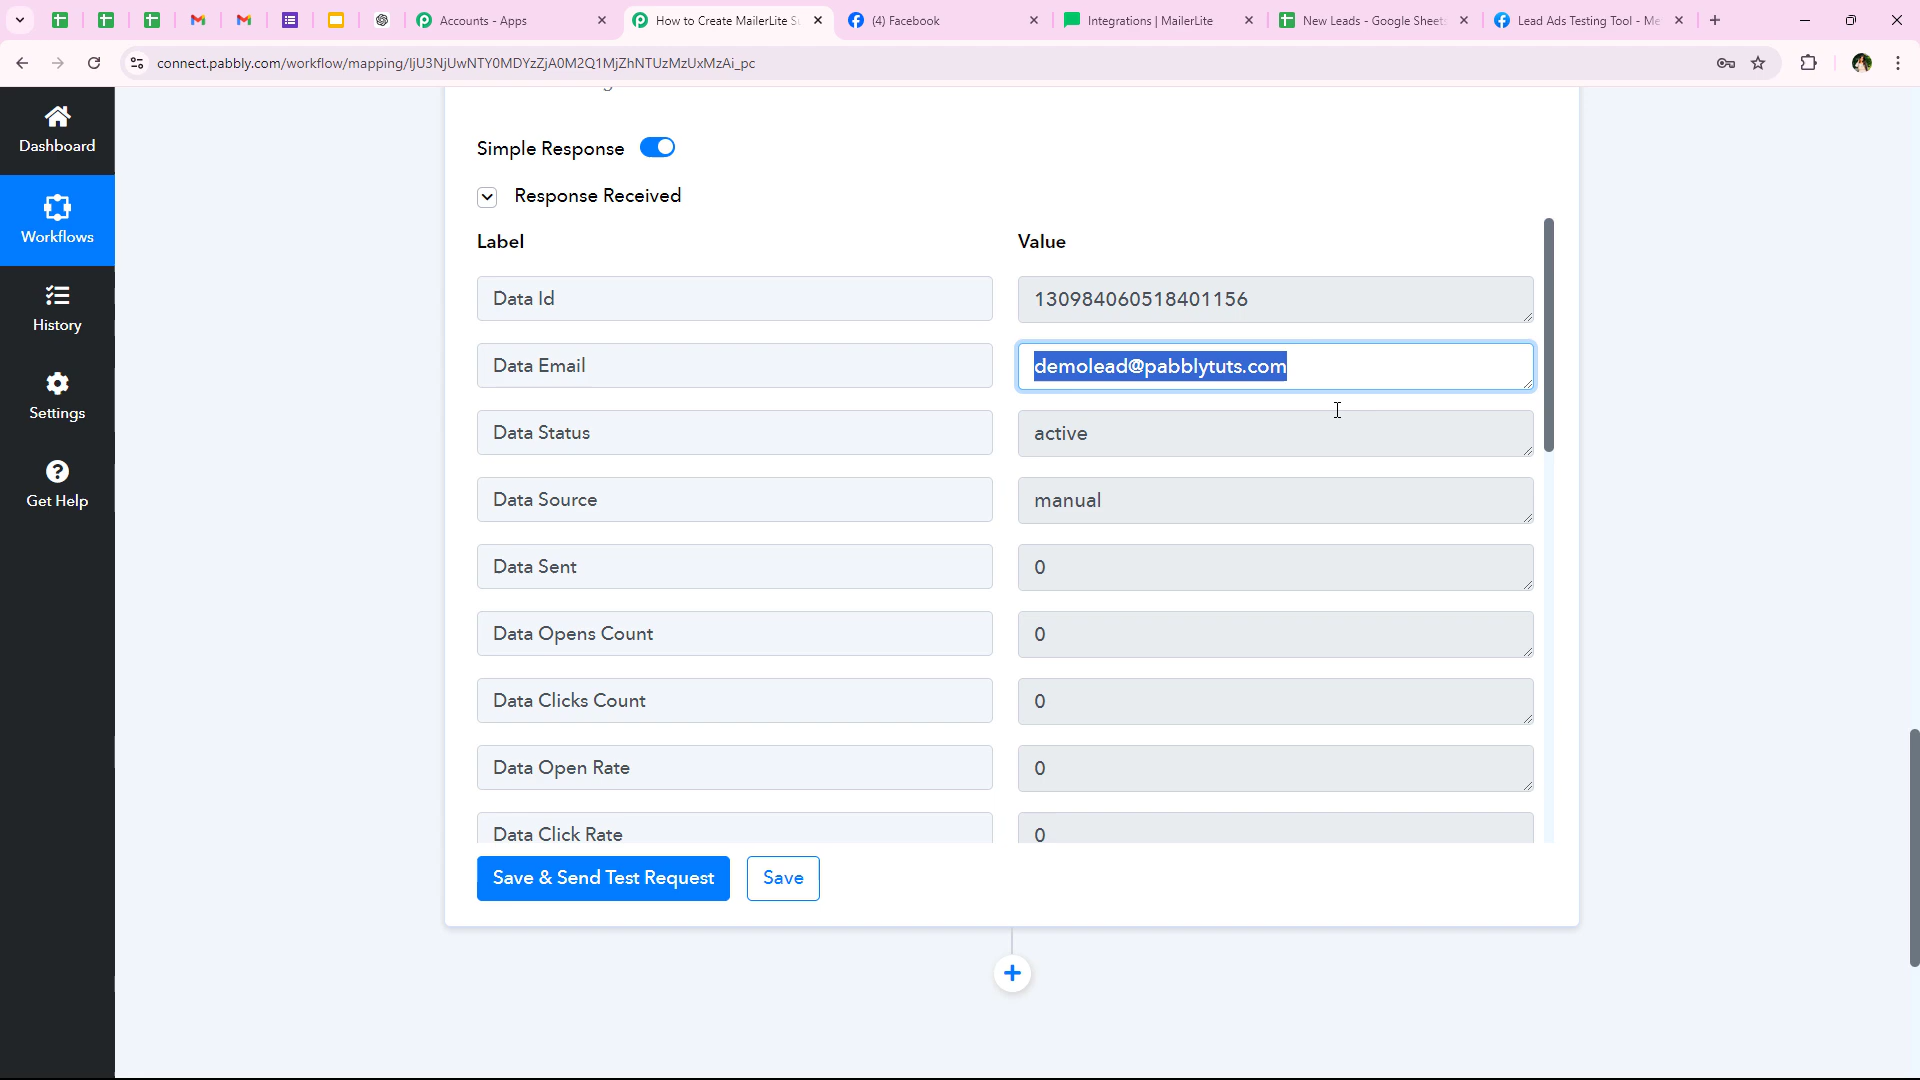 Accounts - Apps
How to Create MailerLite Su
(4) Facebook
Integrations | MailerLite
New Leads - Google Sheets
Lead Ads Testing Tool - Me
connect.pabbly.com/workflow/mapping/IjU3NjUwNTY0MDYzZjA0M2Q1MjZhNTUzMzUxMzAi_pc
Dashboard
Workflows
History
Settings
Get Help
Simple Response
Response Received
Label Value
Data Id 130984060518401156
Data Email demolead@pabblytuts.com
Data Status active
Data Source manual
Data Sent 0
Data Opens Count 0
Data Clicks Count 0
Data Open Rate 0
Data Click Rate 0
Save & Send Test Request Save